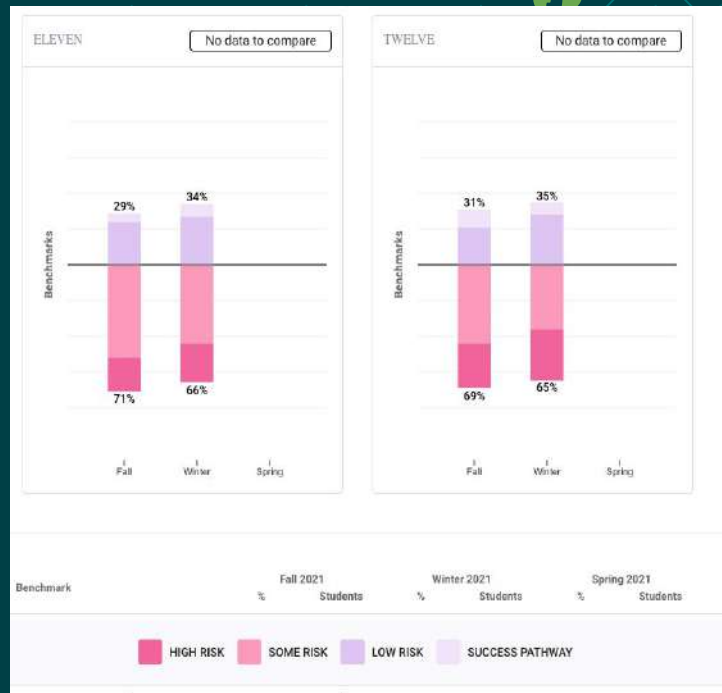 ELEVEN
No data to compare
29%
34%
Benchmarks
71%
66%
Fall
Winter
Spring
TWELVE
No data to compare
31%
35%
Benchmarks
69%
65%
Fall
Winter
Spring
Benchmark
Fall 2021
Winter 2021
Spring 2021
% Students % Students % Students
HIGH RISK SOME RISK LOW RISK SUCCESS PATHWAY